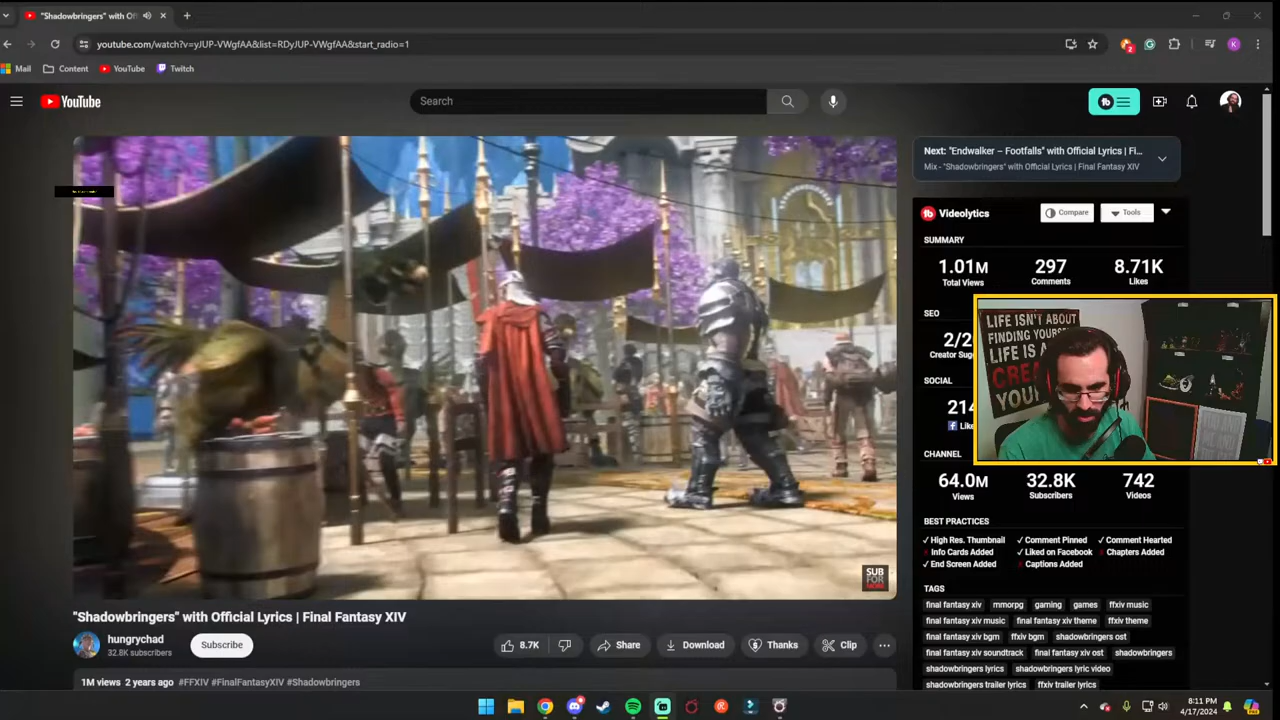 "Shadowbringers" with Off
youtube.com/watch?v=yJUP-VWgfAA&list=RDyJUP-VWgfAA&start_radio=1
Mail
Content
YouTube
Twitch
YouTube
Search
Next: "Endwalker – Footfalls" with Official Lyrics | Fi...
Mix - "Shadowbringers" with Official Lyrics | Final Fantasy XIV
Videolytics
Compare
Tools
SUMMARY
1.01M 297 8.71K
Total Views Comments Likes
SEO
2/2
Creator Sug
SOCIAL
214
Like
LIFE ISN'T ABOUT
FINDING YOURSE
LIFE IS A
CREA
YOU
CHANNEL
64.0M 32.8K 742
Views Subscribers Videos
BEST PRACTICES
✓ High Res. Thumbnail ✓ Comment Pinned ✓ Comment Hearted
Info Cards Added ✓ Liked on Facebook Chapters Added
✓ End Screen Added Captions Added
TAGS
final fantasy xiv mmorpg gaming games ffxiv music
final fantasy xiv music final fantasy xiv theme ffxiv theme
final fantasy xiv bgm ffxiv bgm shadowbringers ost
final fantasy xiv soundtrack final fantasy xiv ost shadowbringers
shadowbringers lyrics shadowbringers lyric video
shadowbringers trailer lyrics ffxiv trailer lyrics
SUB
FOR
MORE
"Shadowbringers" with Official Lyrics | Final Fantasy XIV
hungrychad
32.8K subscribers
Subscribe
8.7K
Share
Download
Thanks
Clip
1M views 2 years ago #FFXIV #FinalFantasyXIV #Shadowbringers
8:11 PM
4/17/2024